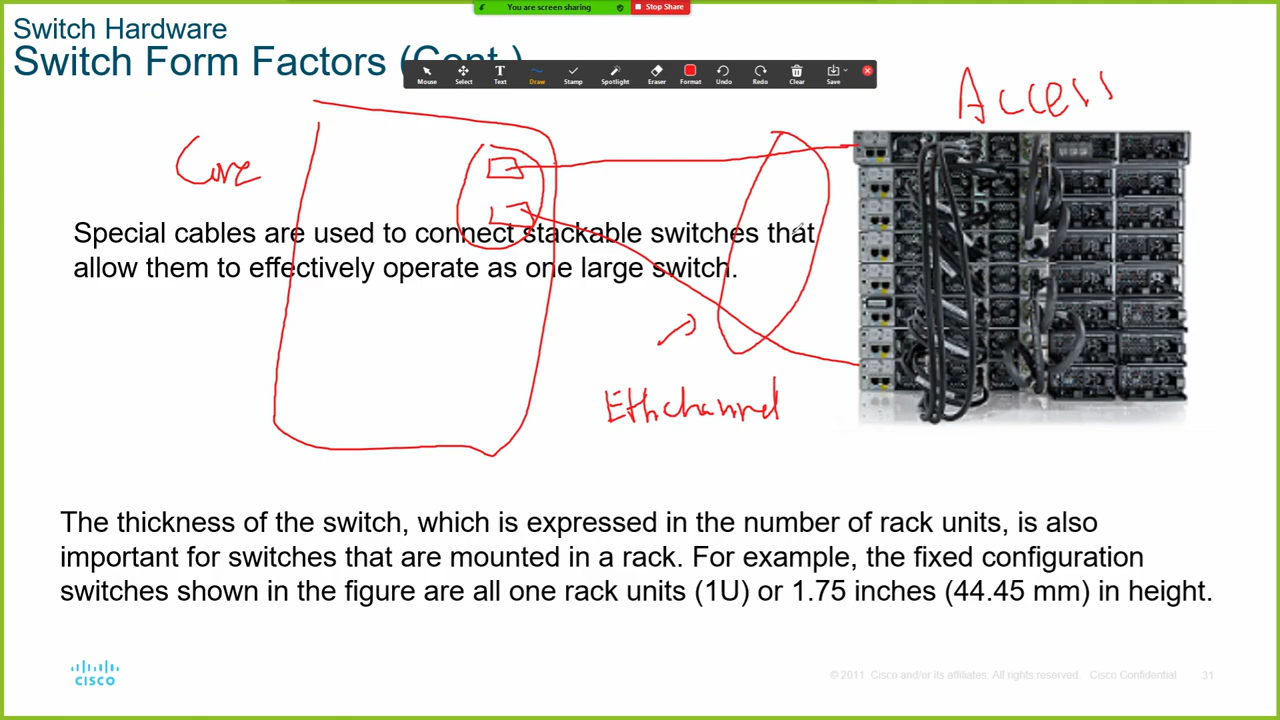 You are screen sharing
Stop Share
Switch Hardware
Switch Form Factors (Cont.)
Mouse Select Text Draw Stamp Spotlight Eraser Format Undo Redo Clear Save
Access
Core
Special cables are used to connect stackable switches that
allow them to effectively operate as one large switch.
Ethchannel
The thickness of the switch, which is expressed in the number of rack units, is also
important for switches that are mounted in a rack. For example, the fixed configuration
switches shown in the figure are all one rack units (1U) or 1.75 inches (44.45 mm) in height.
CISCO
© 2011 Cisco and/or its affiliates. All rights reserved. Cisco Confidential 31